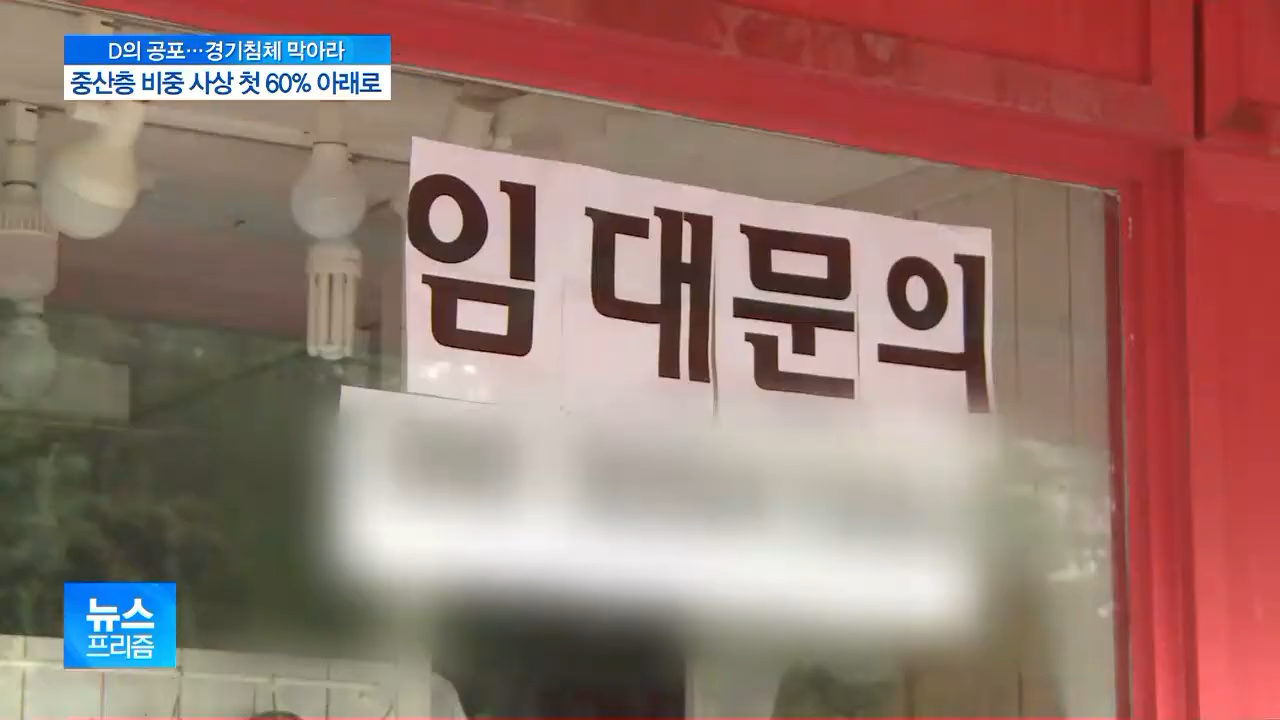 D의 공포…경기침체 막아라
중산층 비중 사상 첫 60% 아래로
임대문의
뉴스
프리즘